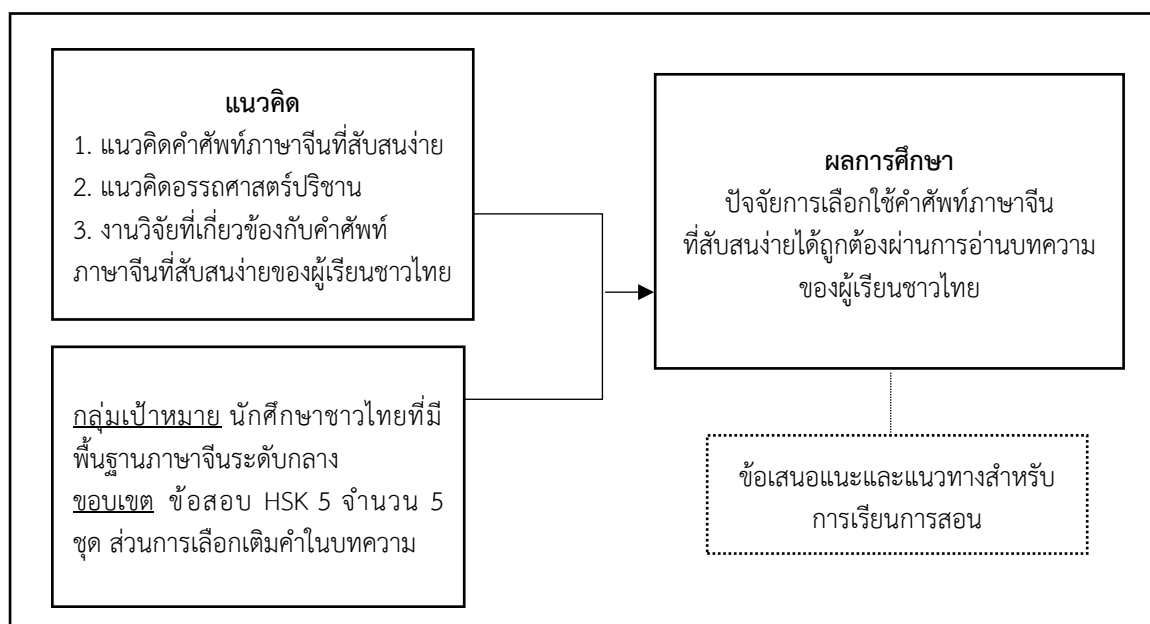 แนวคิด
1. แนวคิดคำศัพท์ภาษาจีนที่สับสนง่าย
2. แนวคิดอรรถศาสตร์ปริชาน
3. งานวิจัยที่เกี่ยวข้องกับคำศัพท์
ภาษาจีนที่สับสนง่ายของผู้เรียนชาวไทย
กลุ่มเป้าหมาย นักศึกษาชาวไทยที่มี
พื้นฐานภาษาจีนระดับกลาง
ขอบเขต ข้อสอบ HSK 5 จำนวน 5
ชุด ส่วนการเลือกเติมคำในบทความ
ผลการศึกษา
ปัจจัยการเลือกใช้คำศัพท์ภาษาจีน
ที่สับสนง่ายได้ถูกต้องผ่านการอ่านบทความ
ของผู้เรียนชาวไทย
ข้อเสนอแนะและแนวทางสำหรับ
การเรียนการสอน